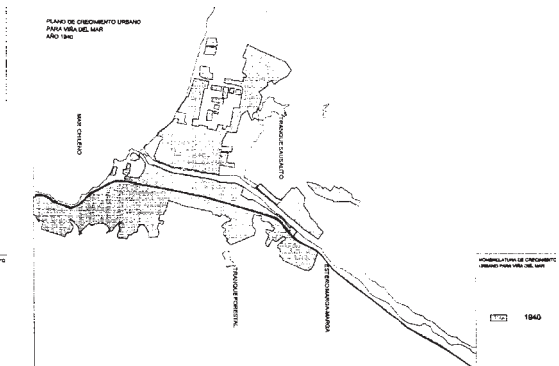 PLANO DE CRECIMIENTO URBANO
PARA VIÑA DEL MAR
AÑO 1940
MAR CHILENO
TRANQUE SAUSALITO
TRANQUE FORESTAL
ESTERO MARGA-MARGA
NOMENCLATURA DE CRECIMIENTO
URBANO PARA VIÑA DEL MAR
1940